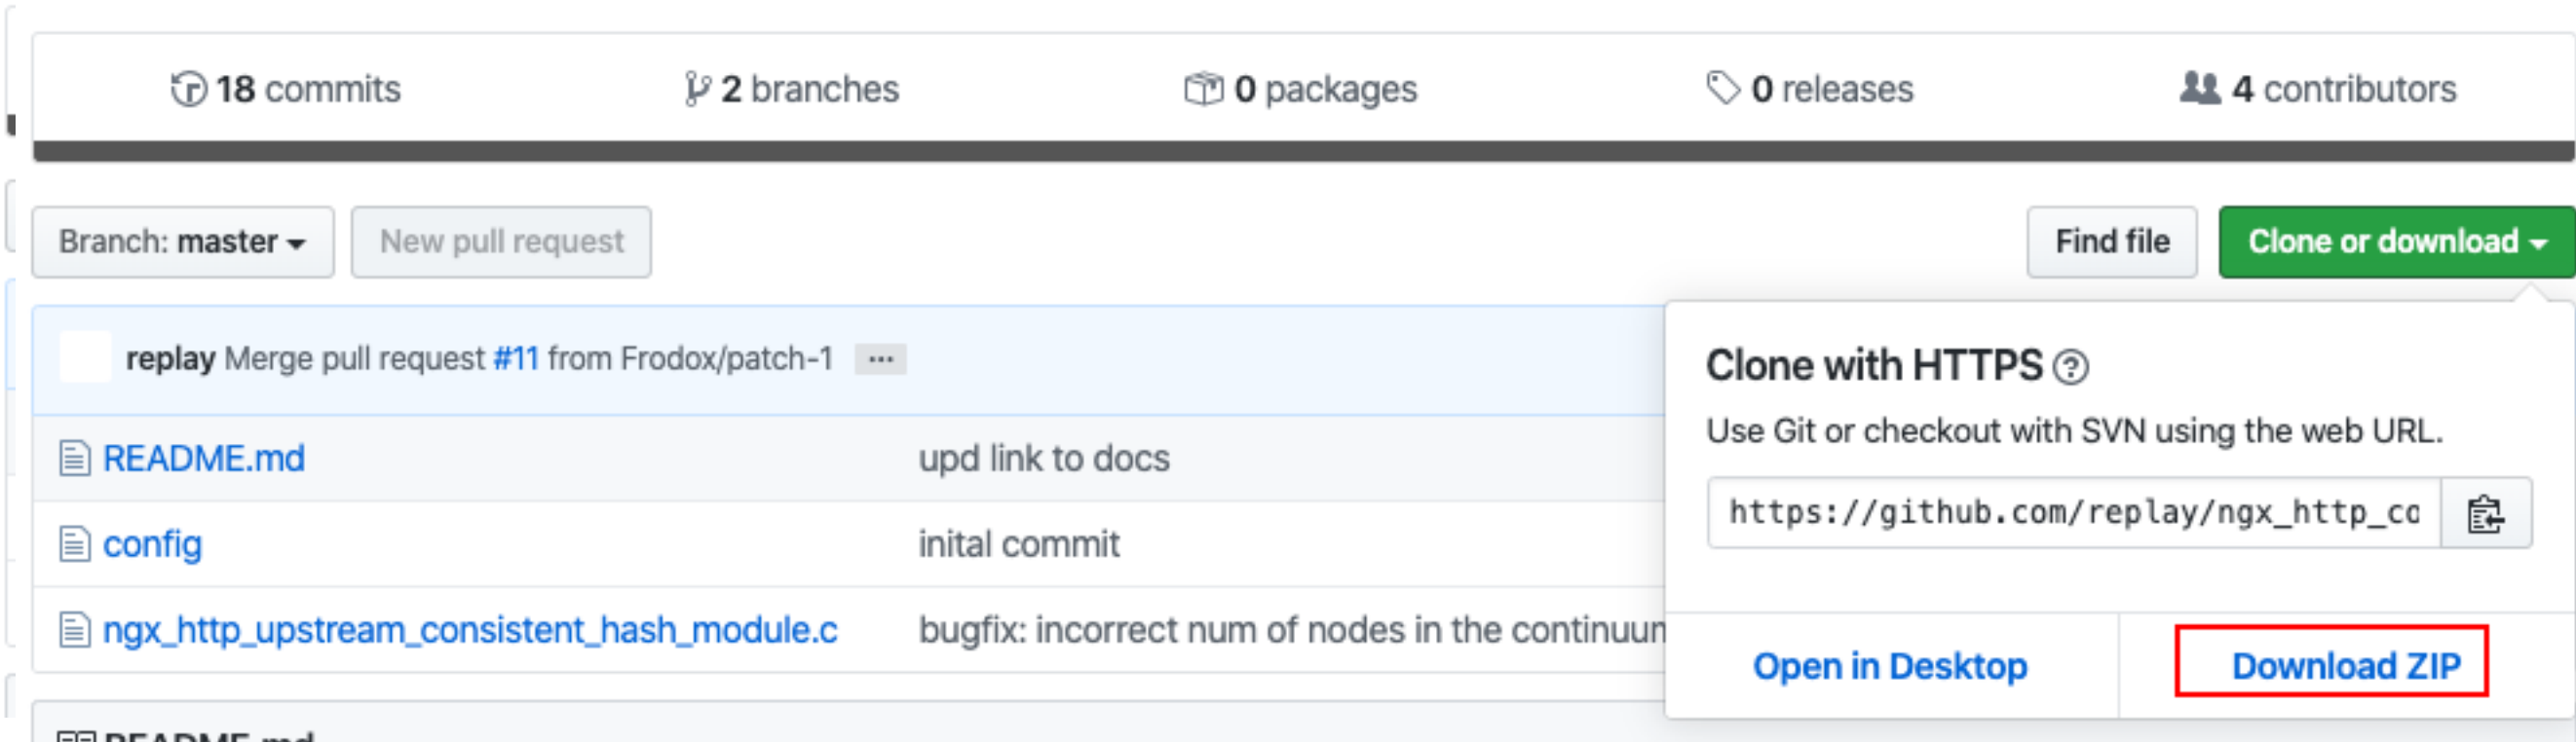 18 commits 2 branches 0 packages 0 releases 4 contributors
Branch: master New pull request Find file Clone or download
replay Merge pull request #11 from Frodox/patch-1 ...
Clone with HTTPS
Use Git or checkout with SVN using the web URL.
https://github.com/replay/ngx_http_co
Open in Desktop Download ZIP
README.md upd link to docs
config inital commit
ngx_http_upstream_consistent_hash_module.c bugfix: incorrect num of nodes in the
README.md